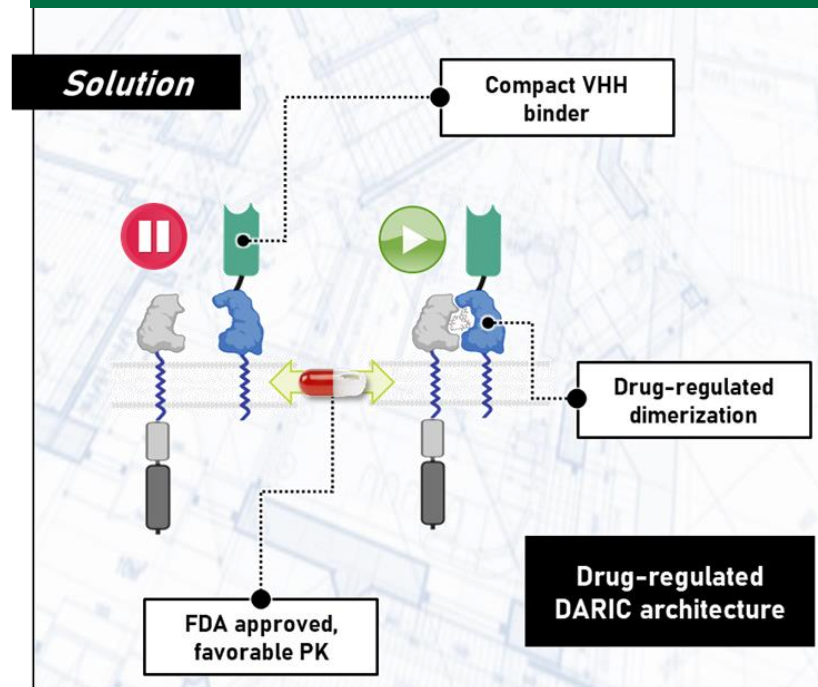 Solution
Compact VHH
binder
Drug-regulated
dimerization
FDA approved,
favorable PK
Drug-regulated
DARIC architecture